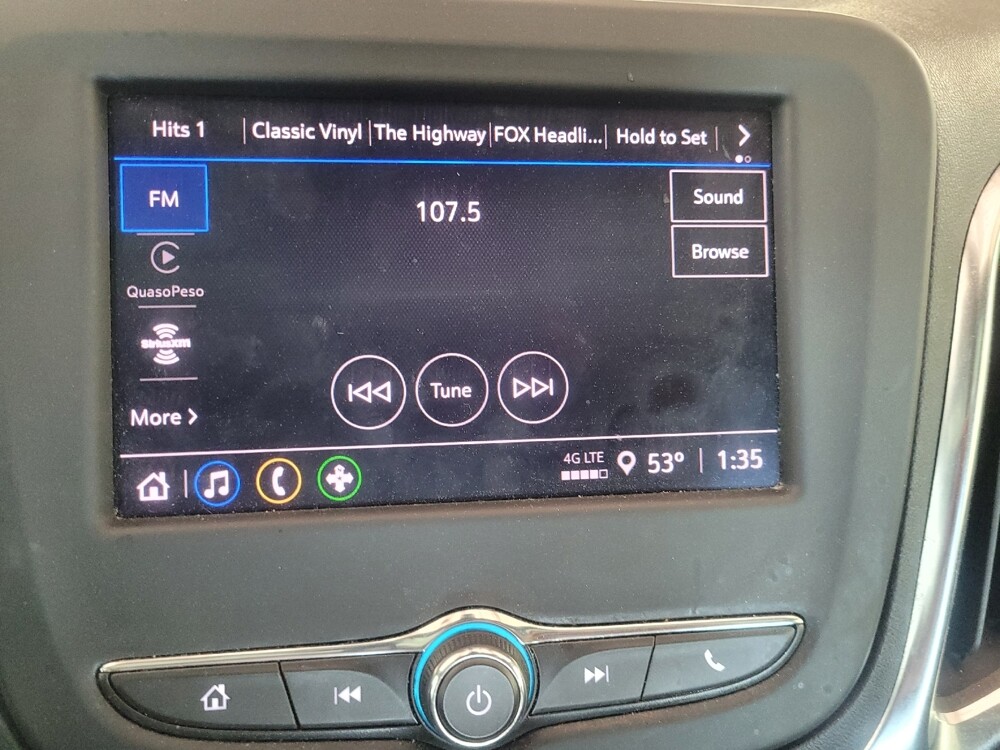 Hits 1
Classic Vinyl
The Highway
FOX Headli...
Hold to Set
FM
107.5
Sound
Browse
QuasoPeso
SiriusXM
Tune
More
4G LTE
53°
1:35